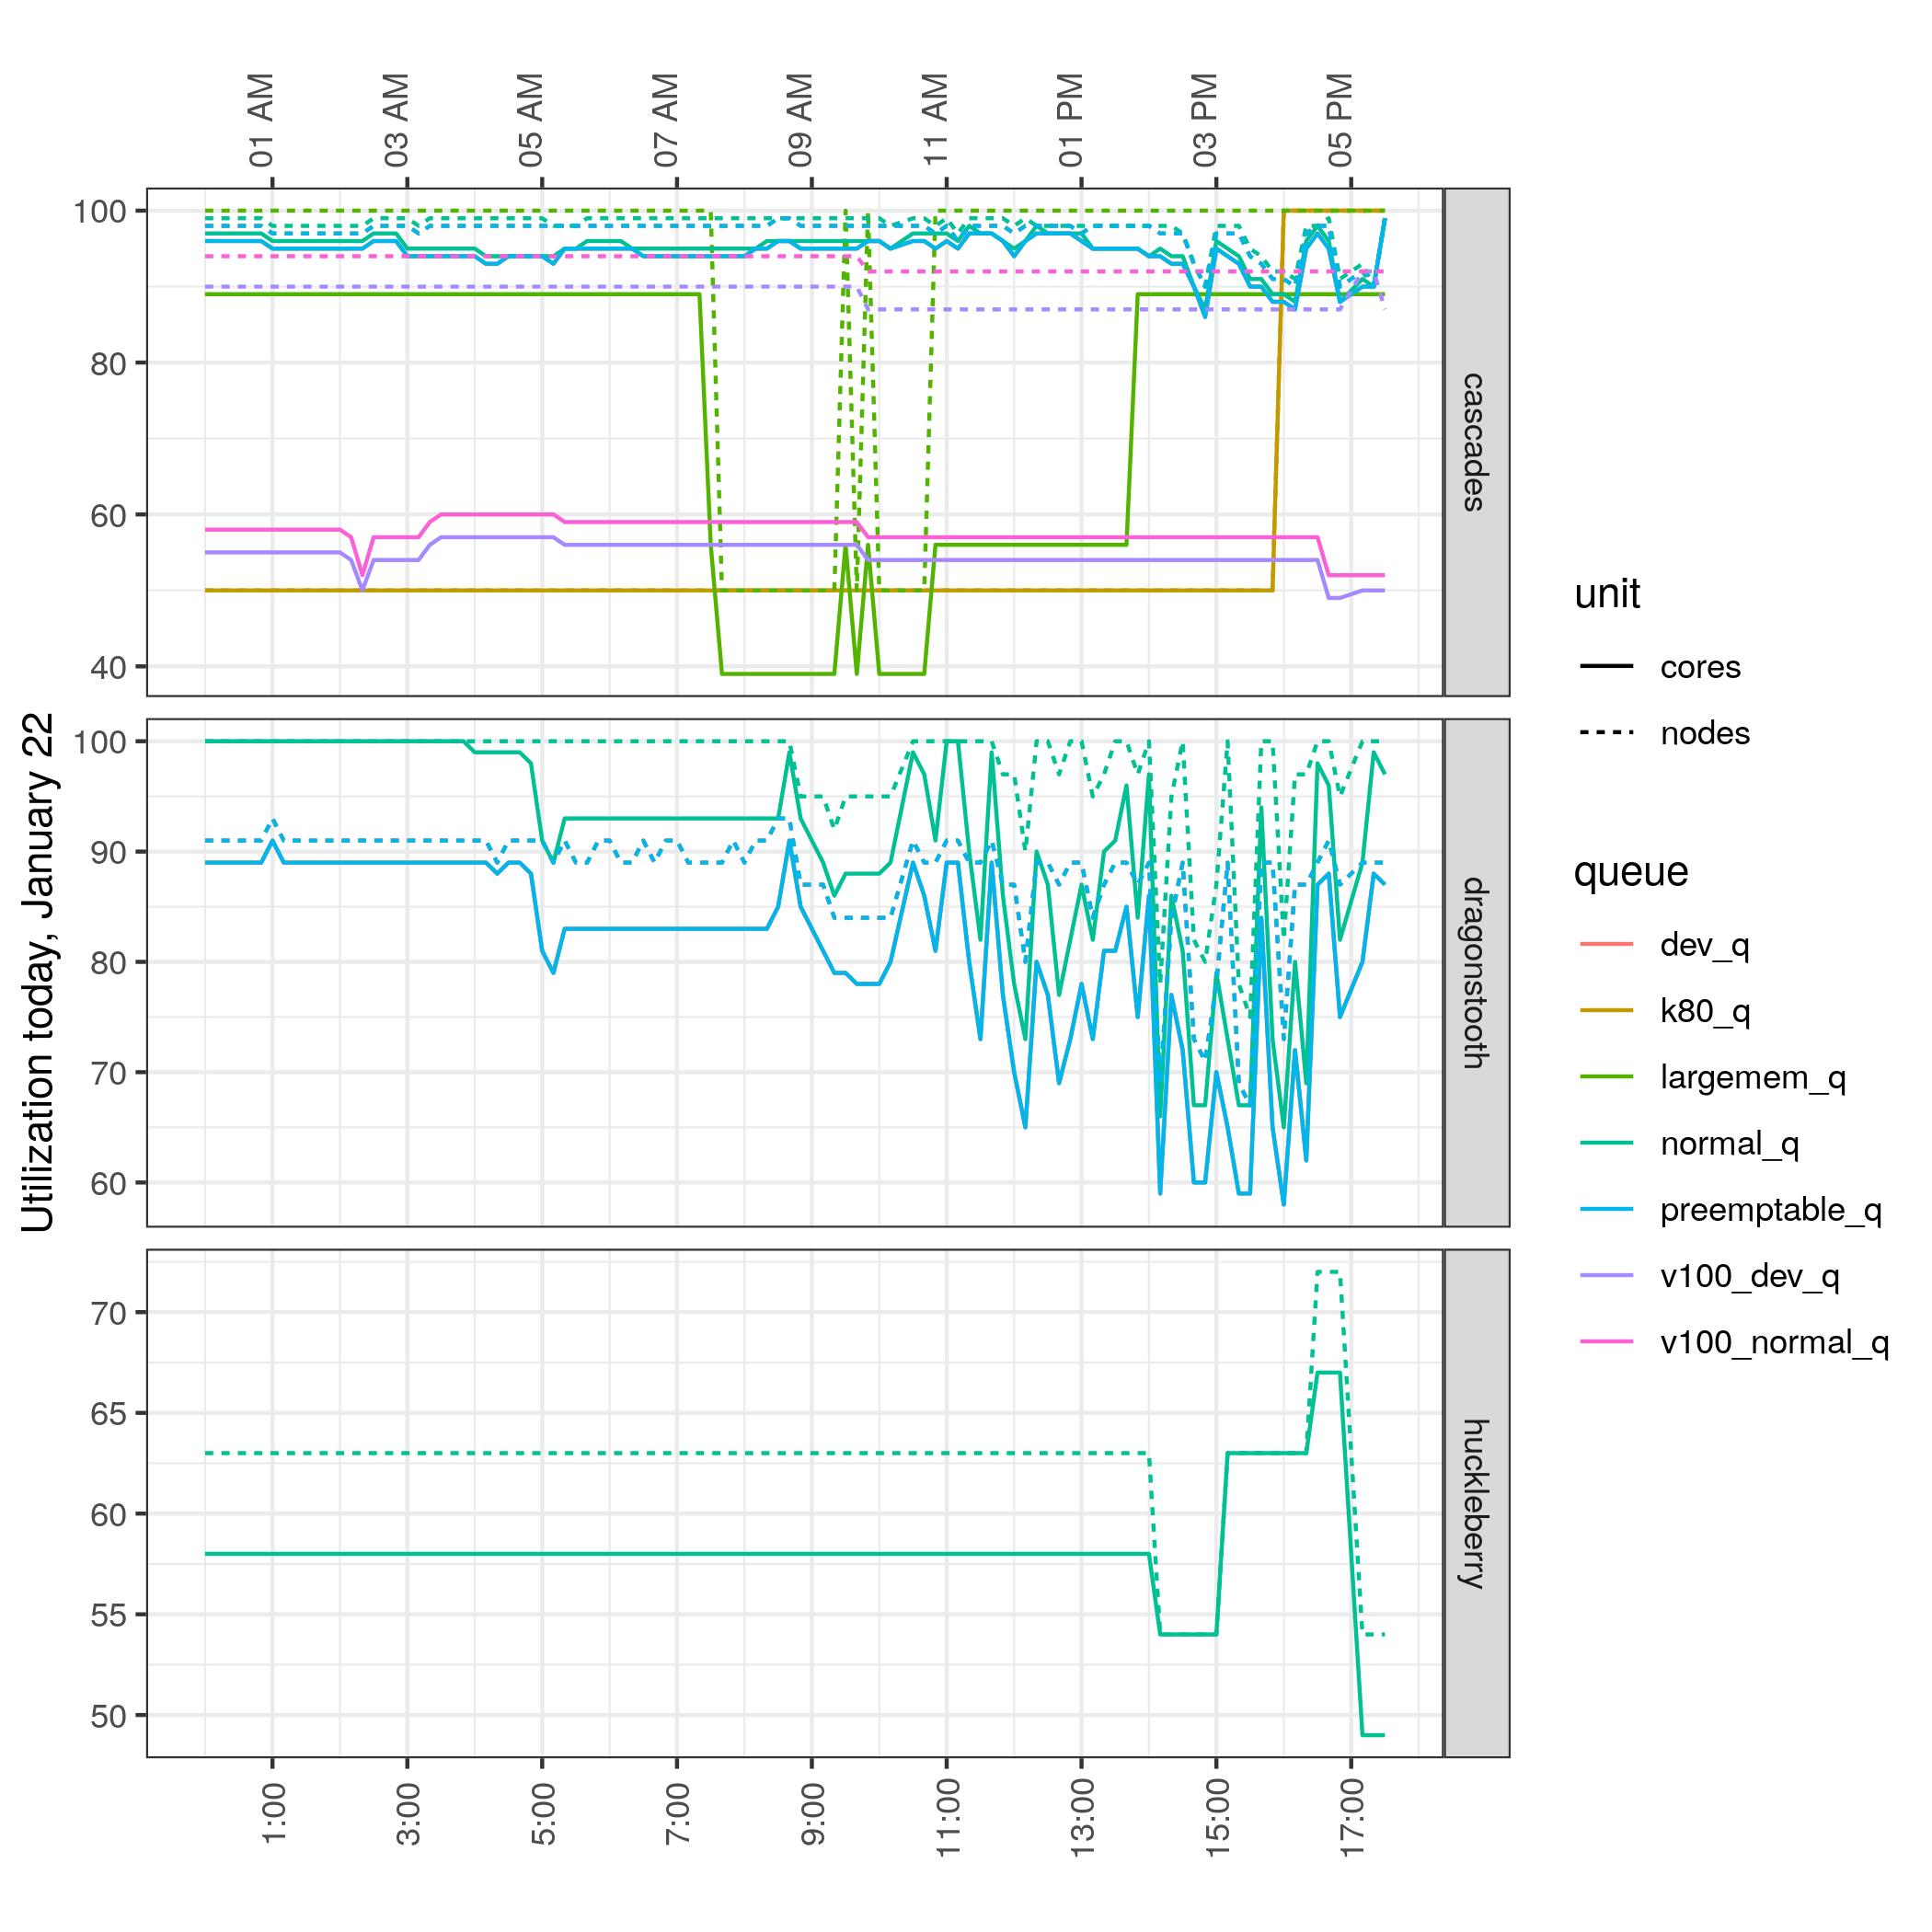 01 AM
03 AM
05 AM
07 AM
09 AM
11 AM
01 PM
03 PM
05 PM
Utilization today, January 22
100
80
60
40
cascades
100
90
80
70
60
dragonstooth
70
65
60
55
50
huckleberry
1:00
3:00
5:00
7:00
9:00
11:00
13:00
15:00
17:00
unit
cores
nodes
queue
dev_q
k80_q
largemem_q
normal_q
preemptable_q
v100_dev_q
v100_normal_q